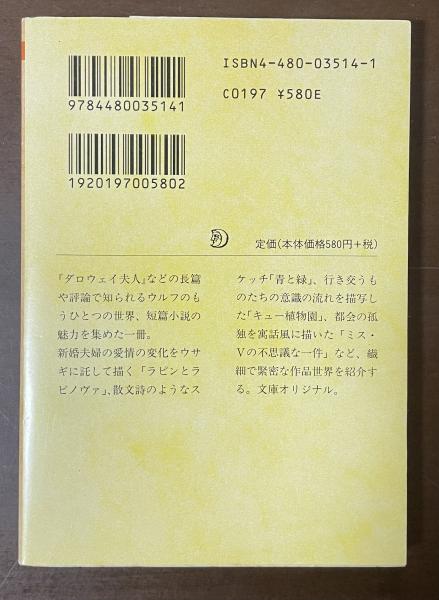 ISBN4-480-03514-1
9784480035141
C0197 ¥580E
1920197005802
定価(本体価格580円+税)
『ダロウェイ夫人』などの長篇
や評論で知られるウルフのも
うひとつの世界、短篇小説の
魅力を集めた一冊。
新婚夫婦の愛情の変化をウサ
ギに託して描く「ラピンとラ
ピノヴァ」、散文詩のようなス
ケッチ「青と緑」、行き交うも
のたちの意識の流れを描写し
た「キュー植物園」、都会の孤
独を寓話風に描いた「ミス・
Vの不思議な一件」など、繊
細で緊密な作品世界を紹介す
る。文庫オリジナル。